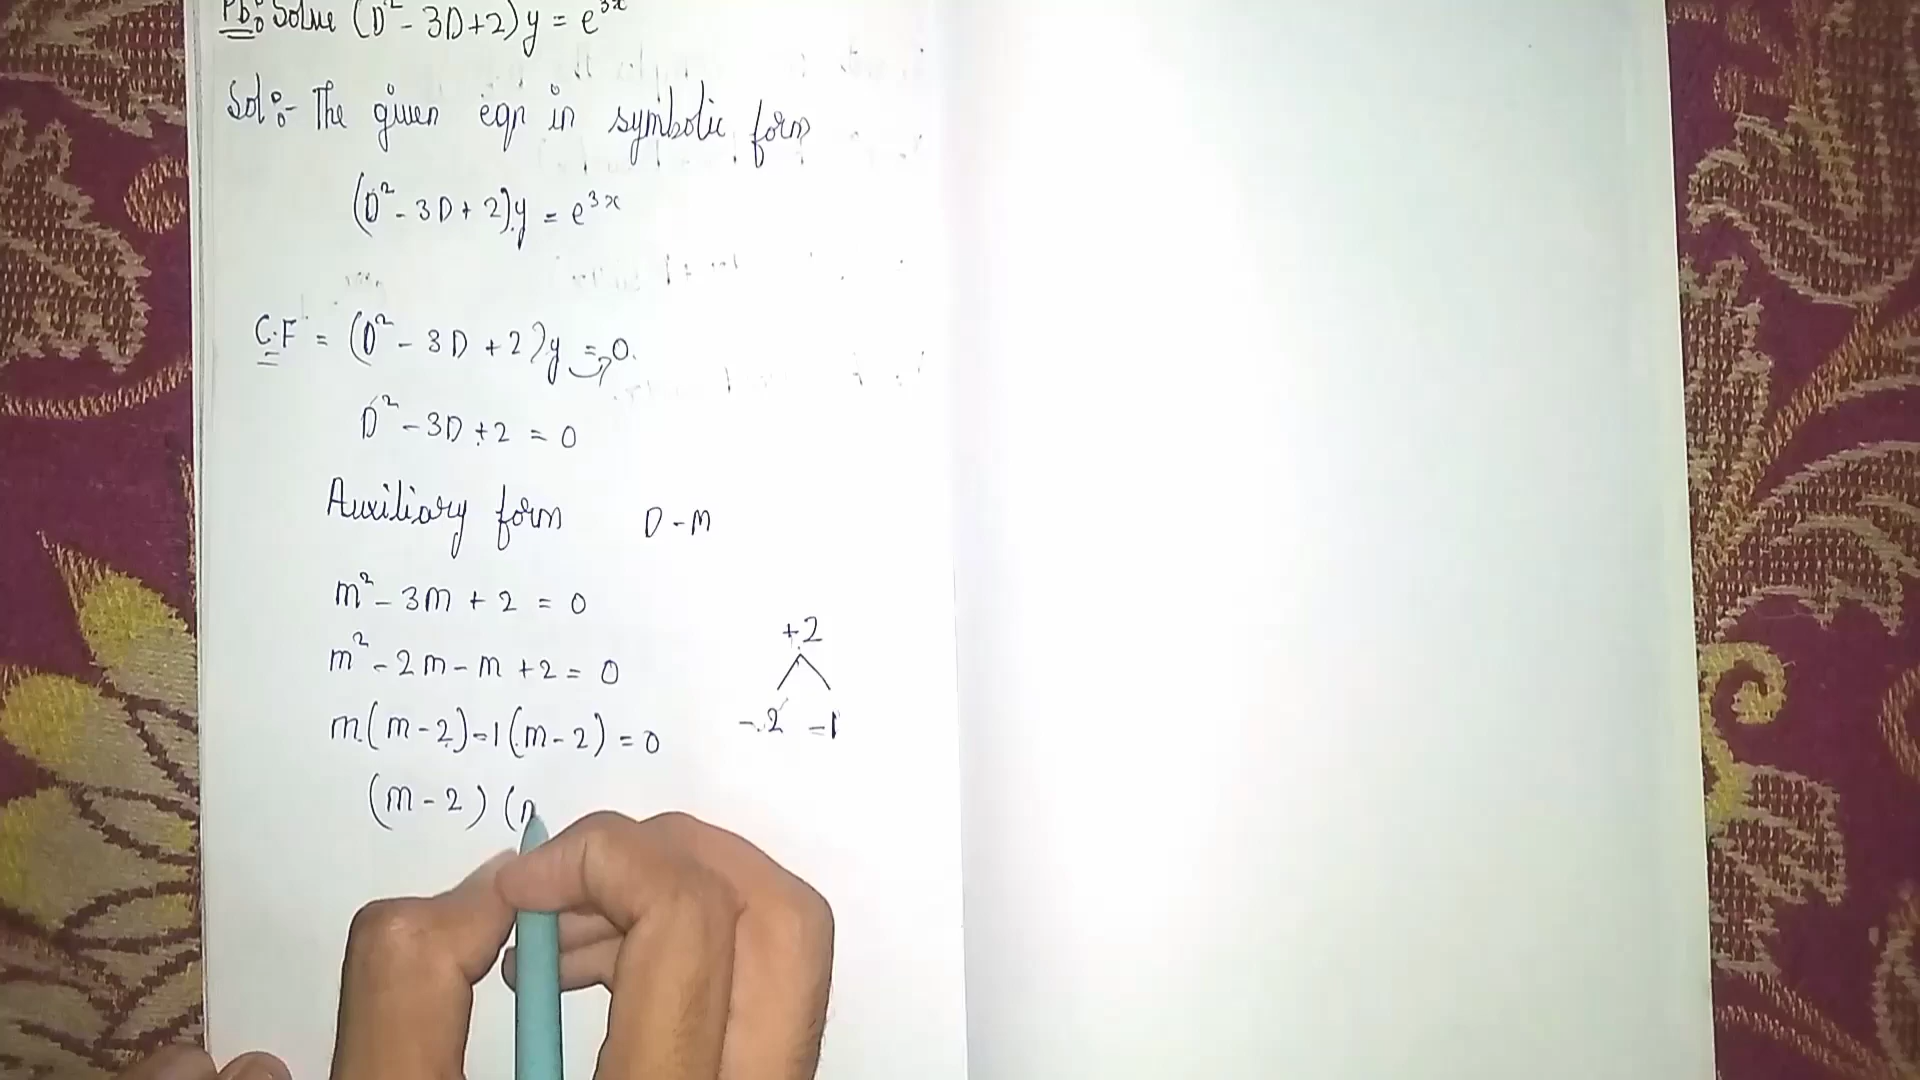 Pb: Solve (D² - 3D + 2)y = e³ˣ
Sol:- The given eqn in symbolic form
(D² - 3D + 2)y = e³ˣ
C.F = (D² - 3D + 2)y = 0.
D² - 3D + 2 = 0
Auxiliary form D - m
m² - 3m + 2 = 0
m² - 2m - m + 2 = 0
m(m - 2) - 1(m - 2) = 0
(m - 2) (
+2
-2 -1